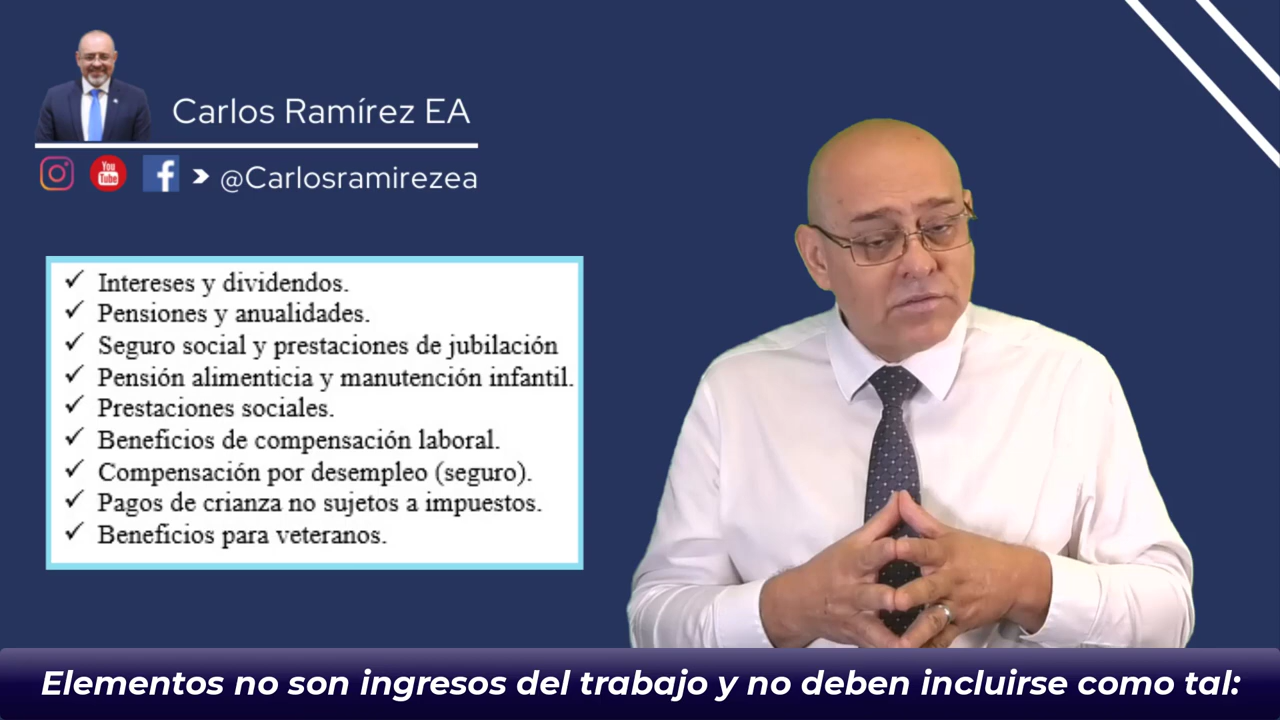 Carlos Ramírez EA
You
Tube
@Carlosramirezea
Intereses y dividendos.
Pensiones y anualidades.
Seguro social y prestaciones de jubilación
Pensión alimenticia y manutención infantil.
Prestaciones sociales.
Beneficios de compensación laboral.
Compensación por desempleo (seguro).
Pagos de crianza no sujetos a impuestos.
Beneficios para veteranos.
Elementos no son ingresos del trabajo y no deben incluirse como tal: